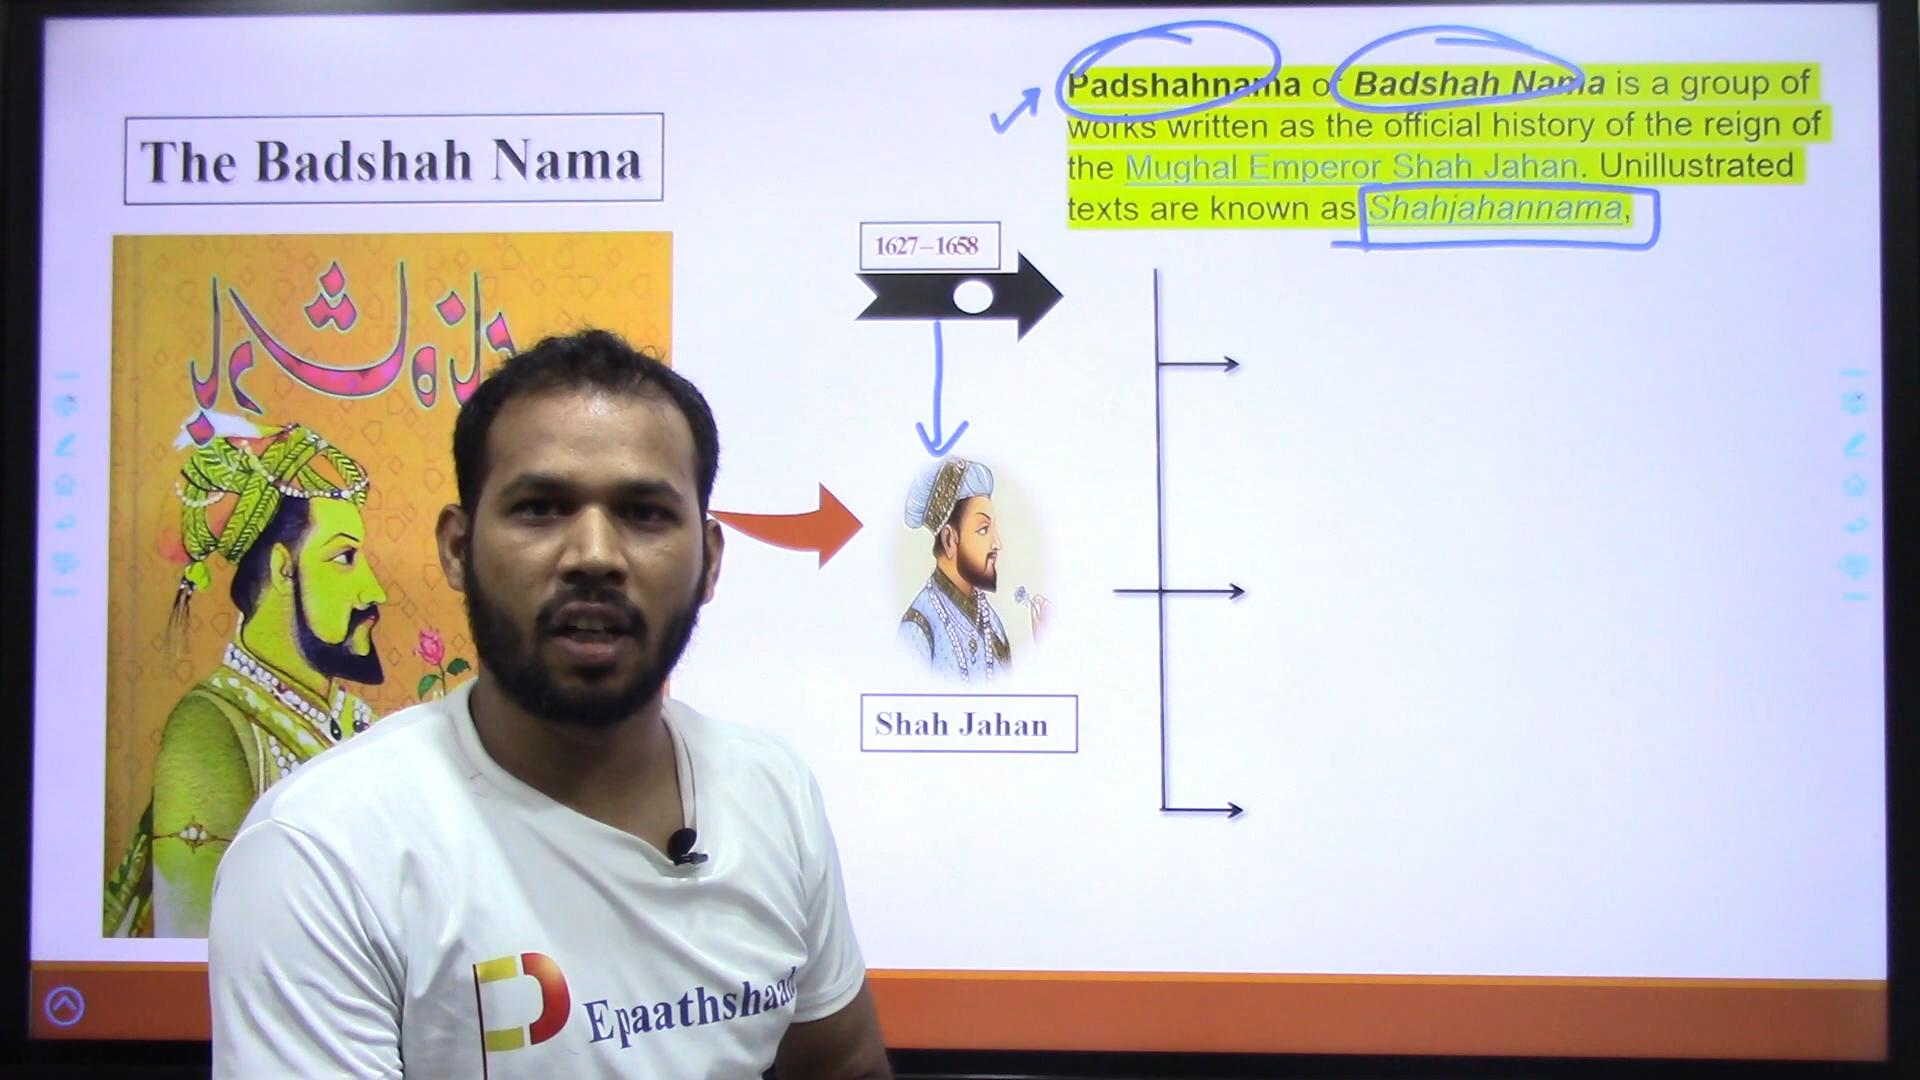 Padshahnama or Badshah Nama is a group of
works written as the official history of the reign of
the Mughal Emperor Shah Jahan. Unillustrated
texts are known as Shahjahannama,
The Badshah Nama
1627–1658
Shah Jahan
Epaathshaad